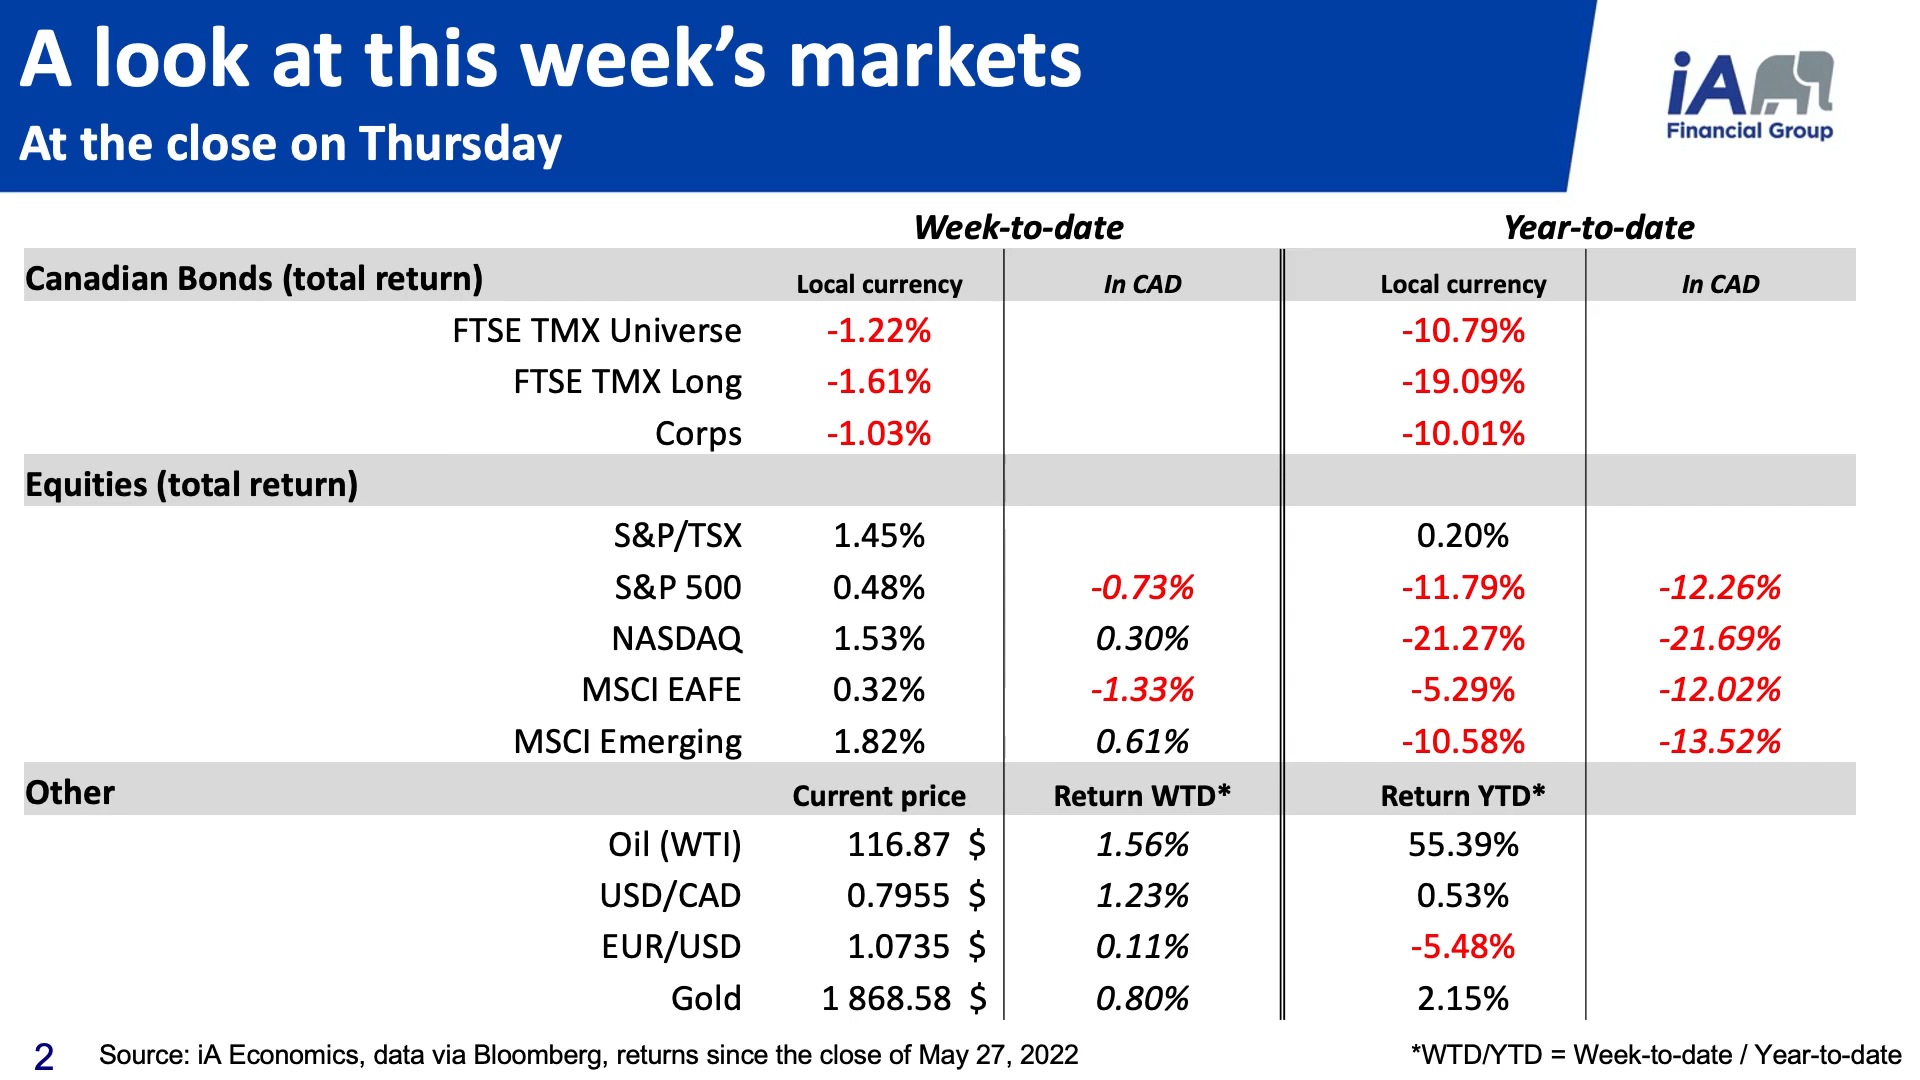 A look at this week’s markets
At the close on Thursday
iA
Financial Group
Week-to-date Year-to-date
Canadian Bonds (total return) Local currency In CAD Local currency In CAD
FTSE TMX Universe -1.22% -10.79%
FTSE TMX Long -1.61% -19.09%
Corps -1.03% -10.01%
Equities (total return)
S&P/TSX 1.45% 0.20%
S&P 500 0.48% -0.73% -11.79% -12.26%
NASDAQ 1.53% 0.30% -21.27% -21.69%
MSCI EAFE 0.32% -1.33% -5.29% -12.02%
MSCI Emerging 1.82% 0.61% -10.58% -13.52%
Other Current price Return WTD* Return YTD*
Oil (WTI) 116.87 $ 1.56% 55.39%
USD/CAD 0.7955 $ 1.23% 0.53%
EUR/USD 1.0735 $ 0.11% -5.48%
Gold 1 868.58 $ 0.80% 2.15%
2 Source: iA Economics, data via Bloomberg, returns since the close of May 27, 2022 *WTD/YTD = Week-to-date / Year-to-date